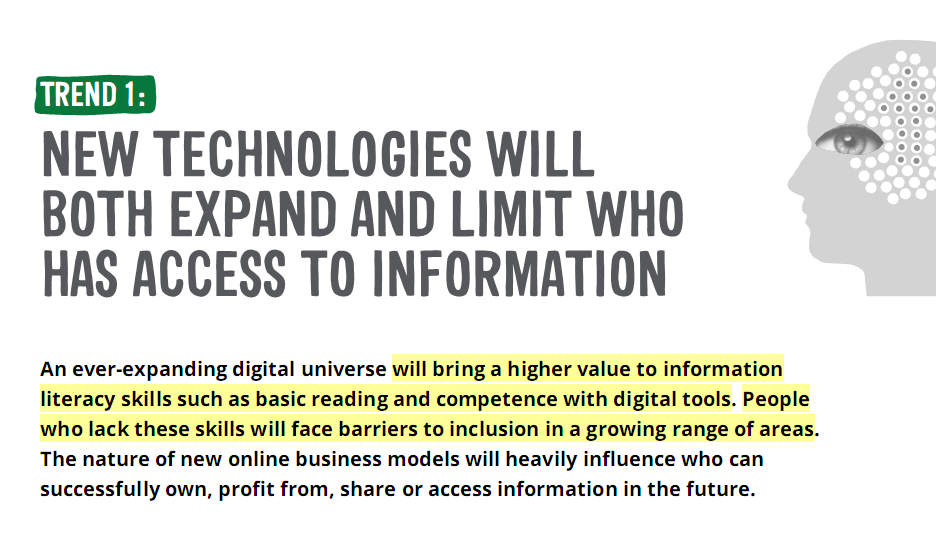 TREND 1:
NEW TECHNOLOGIES WILL
BOTH EXPAND AND LIMIT WHO
HAS ACCESS TO INFORMATION
An ever-expanding digital universe will bring a higher value to information
literacy skills such as basic reading and competence with digital tools. People
who lack these skills will face barriers to inclusion in a growing range of areas.
The nature of new online business models will heavily influence who can
successfully own, profit from, share or access information in the future.